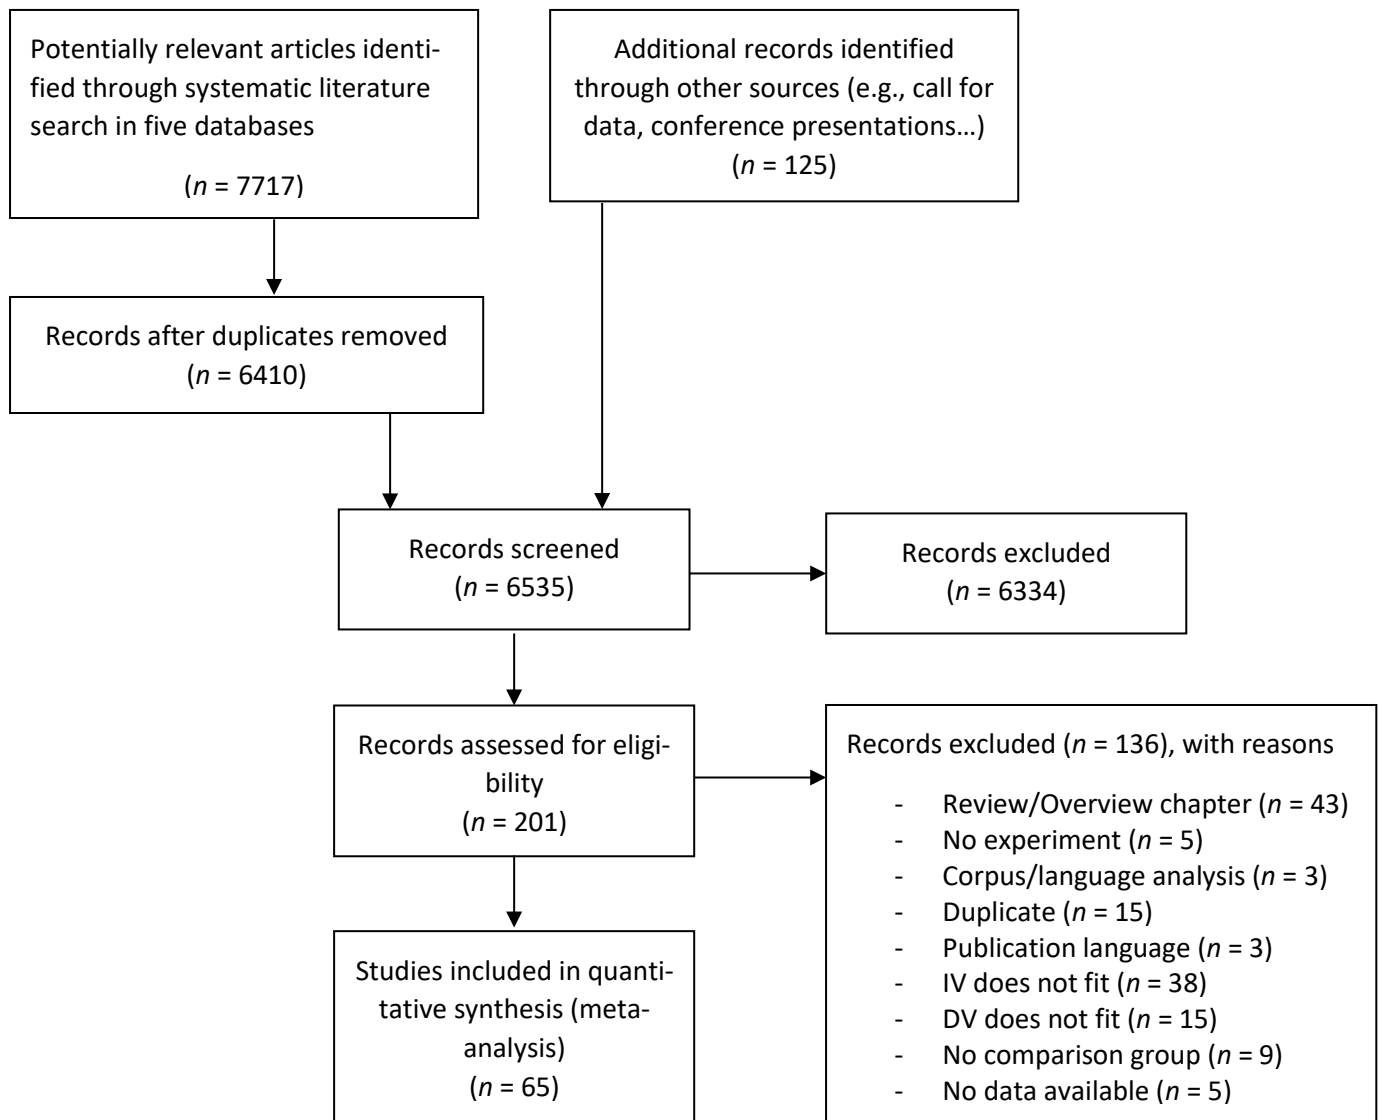 Potentially relevant articles identi-
fied through systematic literature
search in five databases
(n = 7717)
Additional records identified
through other sources (e.g., call for
data, conference presentations…)
(n = 125)
Records after duplicates removed
(n = 6410)
Records screened
(n = 6535)
Records excluded
(n = 6334)
Records assessed for eligi-
bility
(n = 201)
Records excluded (n = 136), with reasons
- Review/Overview chapter (n = 43)
- No experiment (n = 5)
- Corpus/language analysis (n = 3)
- Duplicate (n = 15)
- Publication language (n = 3)
- IV does not fit (n = 38)
- DV does not fit (n = 15)
- No comparison group (n = 9)
- No data available (n = 5)
Studies included in quanti-
tative synthesis (meta-
analysis)
(n = 65)